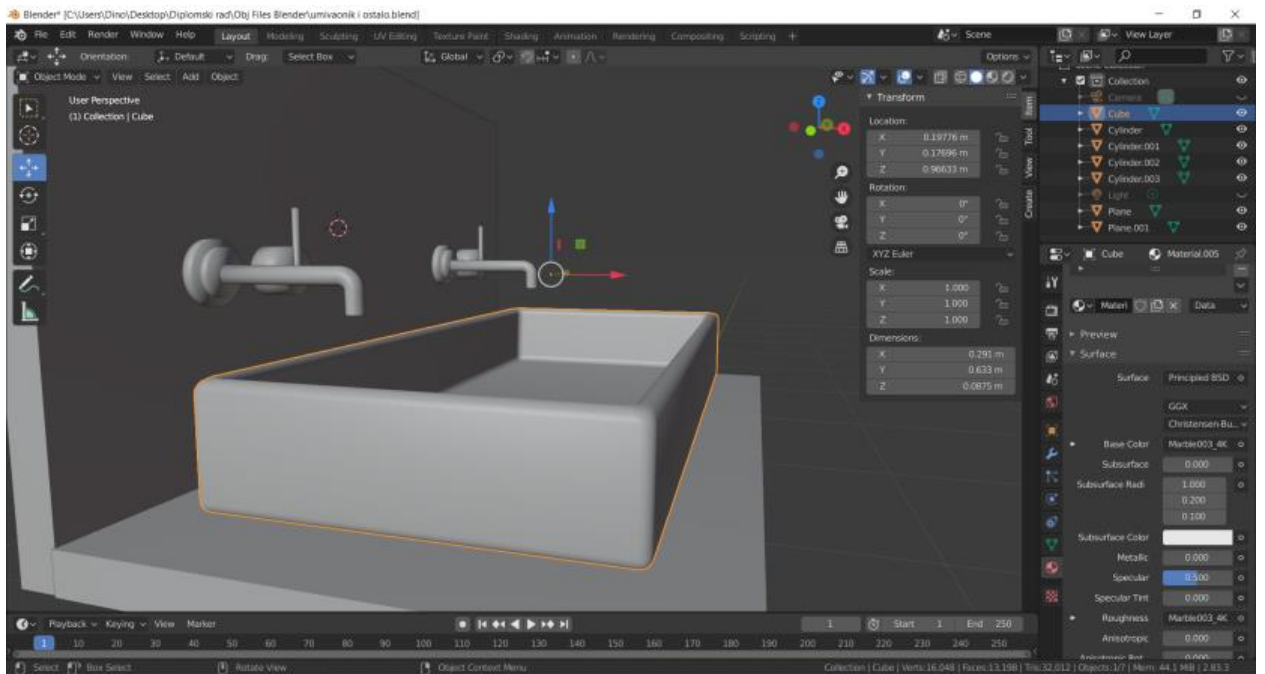 Blender* [C:\Users\Dino\Desktop\Diplomski rad\Obj Files Blender\umivaonik i ostalo.blend]
File Edit Render Window Help Layout Modeling Sculpting UV Editing Texture Paint Shading Animation Rendering Compositing Scripting + Scene View Layer
Orientation: Default Drag: Select Box Global Options
Object Mode View Select Add Object
User Perspective
(1) Collection | Cube
Transform
Location:
X 0.19776 m
Y 0.17696 m
Z 0.96633 m
Rotation:
X 0°
Y 0°
Z 0°
XYZ Euler
Scale:
X 1.000
Y 1.000
Z 1.000
Dimensions:
X 0.291 m
Y 0.633 m
Z 0.0875 m
Item
Tool
View
Create
Collection
Camera
Cube
Cylinder
Cylinder.001
Cylinder.002
Cylinder.003
Light
Plane
Plane.001
Cube Material.005
Materi Data
Preview
Surface
Surface Principled BSD
GGX
Christensen-Bu...
Base Color Marble003_4K
Subsurface 0.000
Subsurface Radi 1.000
0.200
0.100
Subsurface Color
Metallic 0.000
Specular 0.500
Specular Tint 0.000
Roughness Marble003_4K
Anisotropic 0.000
Anisotropic Rot 0.000
Playback Keying View Marker 1 Start 1 End 250
1 10 20 30 40 50 60 70 80 90 100 110 120 130 140 150 160 170 180 190 200 210 220 230 240 250
Select Box Select Rotate View Object Context Menu Collection | Cube | Verts:16,048 | Faces:13,198 | Tris:32,012 | Objects:1/7 | Mem: 44.1 MiB | 2.83.3